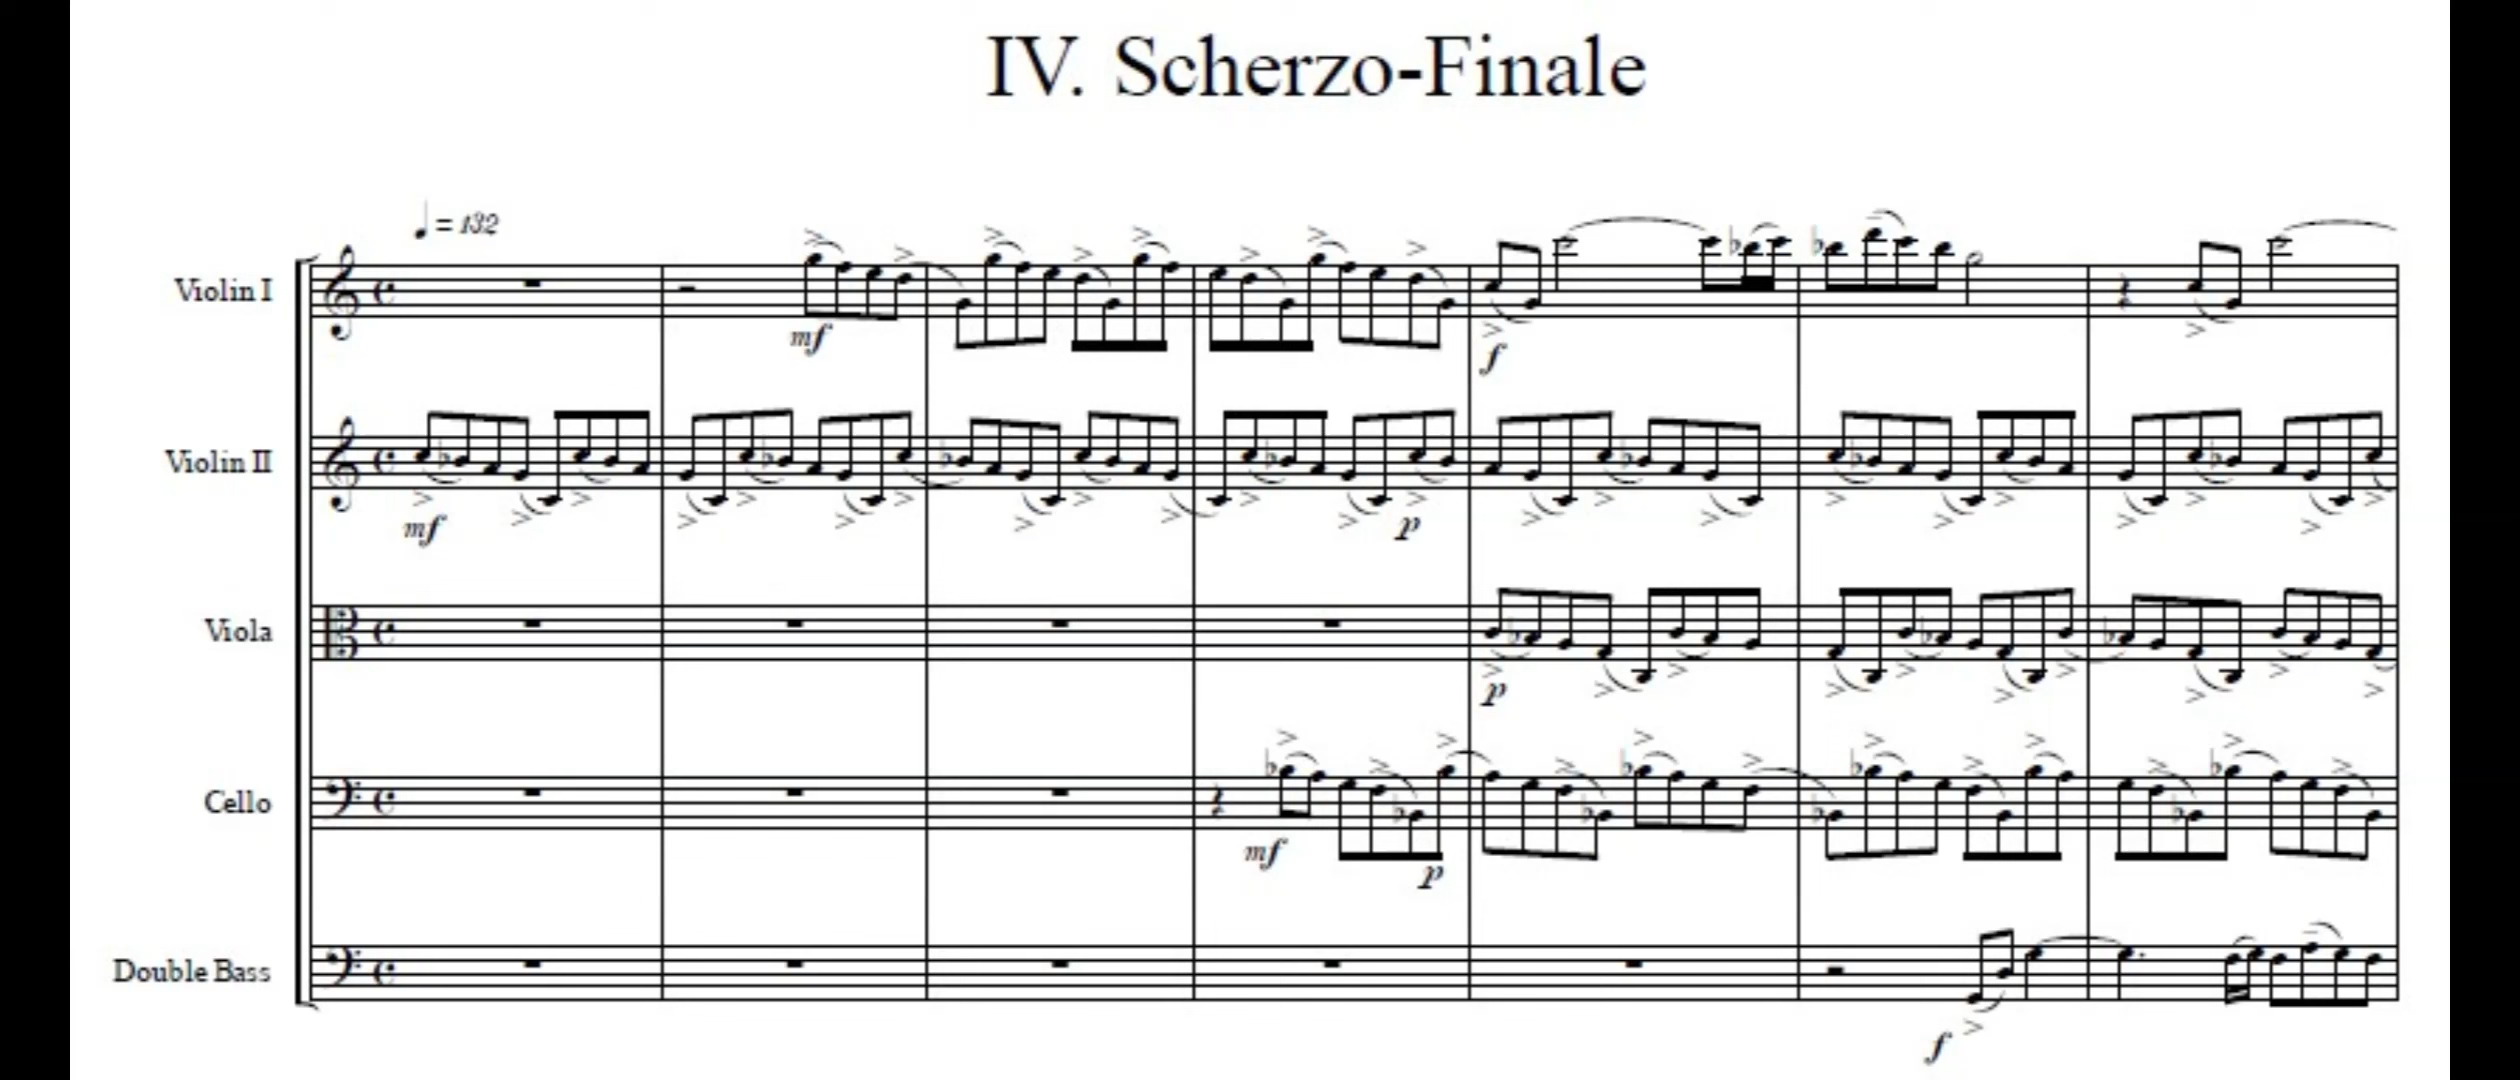 IV. Scherzo-Finale
♩ = 132
Violin I
mf
f
Violin II
mf
p
Viola
p
Cello
mf
p
Double Bass
f